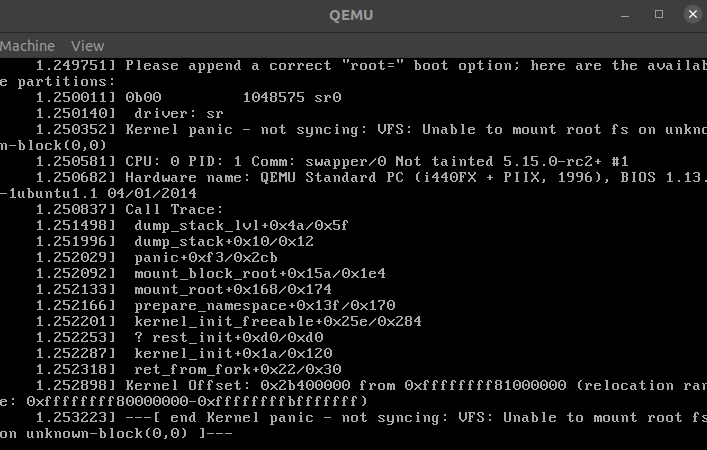 QEMU
Machine View
1.249751] Please append a correct "root=" boot option; here are the availab
e partitions:
1.250011] 0b00 1048575 sr0
1.250140] driver: sr
1.250352] Kernel panic - not syncing: VFS: Unable to mount root fs on unkno
n-block(0,0)
1.250581] CPU: 0 PID: 1 Comm: swapper/0 Not tainted 5.15.0-rc2+ #1
1.250682] Hardware name: QEMU Standard PC (i440FX + PIIX, 1996), BIOS 1.13.
-1ubuntu1.1 04/01/2014
1.250837] Call Trace:
1.251498] dump_stack_lvl+0x4a/0x5f
1.251996] dump_stack+0x10/0x12
1.252029] panic+0xf3/0x2cb
1.252092] mount_block_root+0x15a/0x1e4
1.252133] mount_root+0x168/0x174
1.252166] prepare_namespace+0x13f/0x170
1.252201] kernel_init_freeable+0x25e/0x284
1.252253] ? rest_init+0xd0/0xd0
1.252287] kernel_init+0x1a/0x120
1.252318] ret_from_fork+0x22/0x30
1.252898] Kernel Offset: 0x2b400000 from 0xffffffff81000000 (relocation ran
e: 0xffffffff80000000-0xffffffffbfffffff)
1.253223] ---[ end Kernel panic - not syncing: VFS: Unable to mount root fs
on unknown-block(0,0) ]---